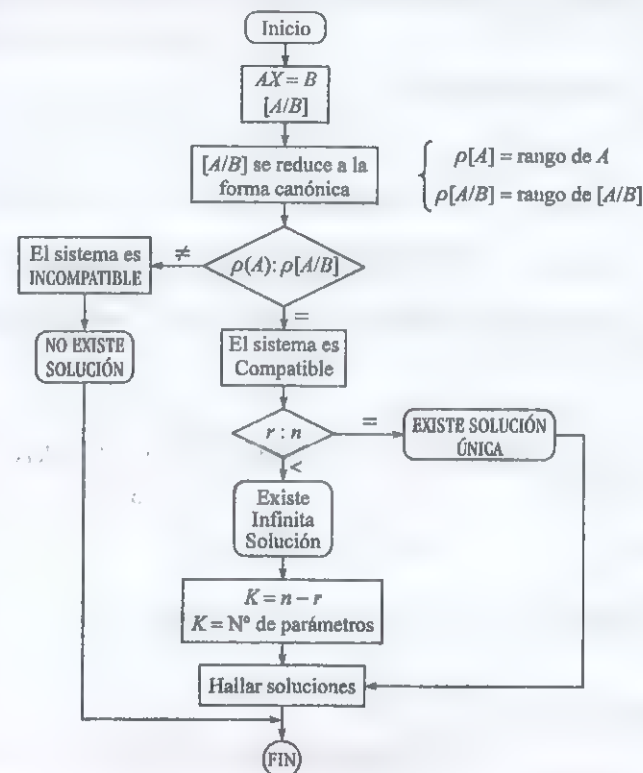 Inicio
AX = B
[A/B]
[A/B] se reduce a la
forma canónica
ρ[A] = rango de A
ρ[A/B] = rango de [A/B]
ρ(A) : ρ[A/B]
≠
El sistema es
INCOMPATIBLE
NO EXISTE
SOLUCIÓN
=
El sistema es
Compatible
r : n
=
EXISTE SOLUCIÓN
ÚNICA
<
Existe
Infinita
Solución
K = n – r
K = Nº de parámetros
Hallar soluciones
FIN